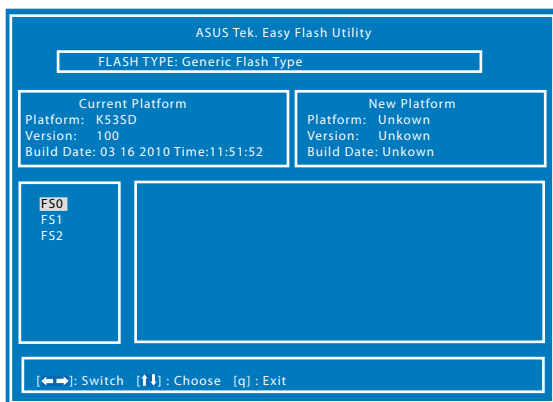 ASUS Tek. Easy Flash Utility
FLASH TYPE: Generic Flash Type
Current Platform
Platform: K53SD
Version: 100
Build Date: 03 16 2010 Time:11:51:52
New Platform
Platform: Unkown
Version: Unkown
Build Date: Unkown
FS0
FS1
FS2
[←→]: Switch [↑↓] : Choose [q] : Exit